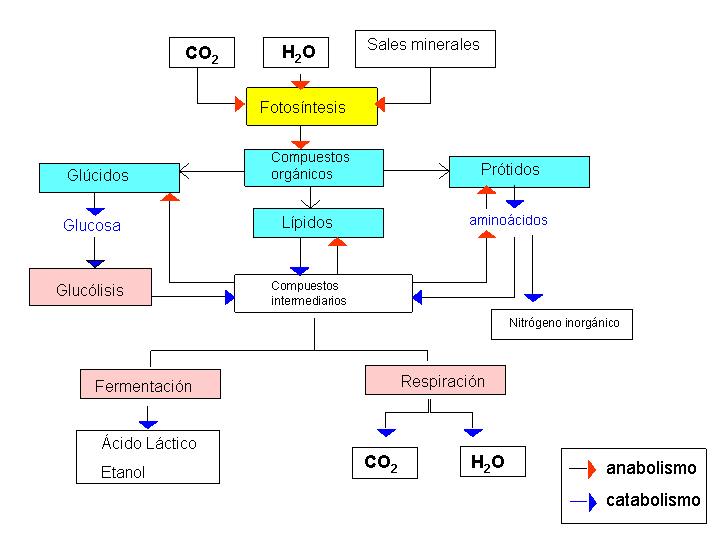 CO2
H2O
Sales minerales
Fotosíntesis
Compuestos
orgánicos
Glúcidos
Prótidos
Glucosa
Lípidos
aminoácidos
Glucólisis
Compuestos
intermediarios
Nitrógeno inorgánico
Fermentación
Respiración
Ácido Láctico
Etanol
CO2
H2O
anabolismo
catabolismo